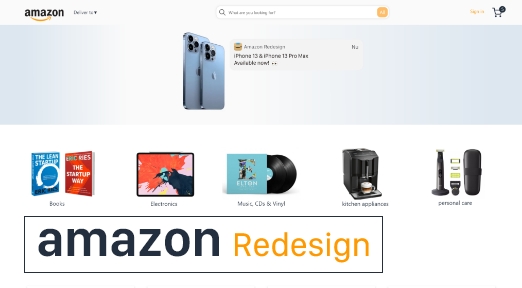 amazon
Deliver to
What are you looking for?
All
Sign In
Amazon Redesign
Nu
iPhone 13 & iPhone 13 Pro Max
Available now!
THE LEAN
STARTUP
ERIC RIES
THE
STARTUP
WAY
ELTON
Books
Electronics
Music, CDs & Vinyl
kitchen appliances
personal care
amazon Redesign